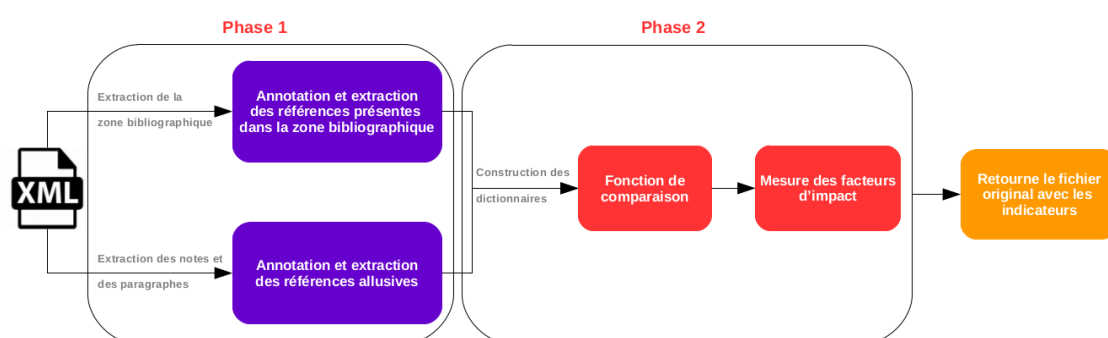 Phase 1
Phase 2
Extraction de la
zone bibliographique
Annotation et extraction
des références présentes
dans la zone bibliographique
XML
Construction des
dictionnaires
Fonction de
comparaison
Mesure des facteurs
d'impact
Retourne le fichier
original avec les
indicateurs
Extraction des notes et
des paragraphes
Annotation et extraction
des références allusives